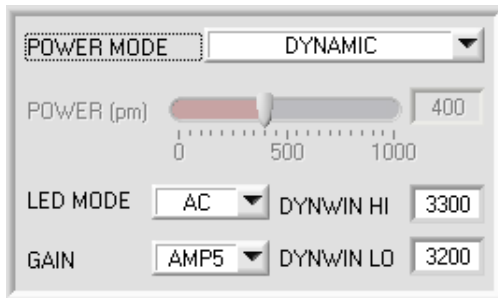 POWER MODE DYNAMIC
POWER (pm) 400
0 500 1000
LED MODE AC DYNWIN HI 3300
GAIN AMP5 DYNWIN LO 3200